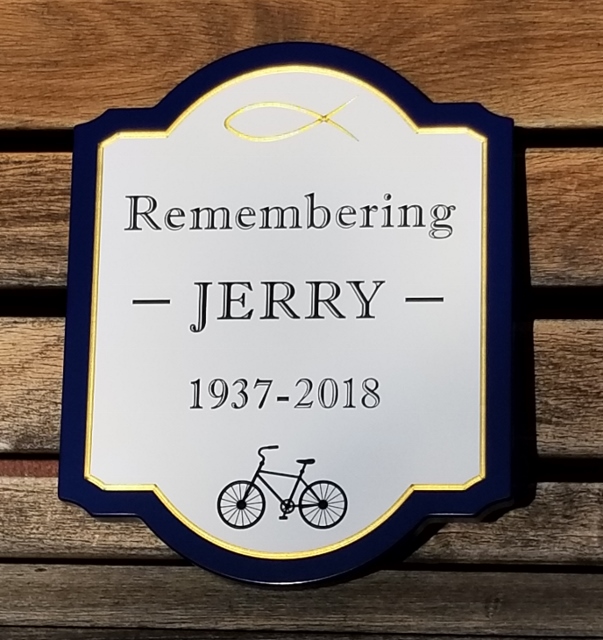 Remembering
– JERRY –
1937-2018